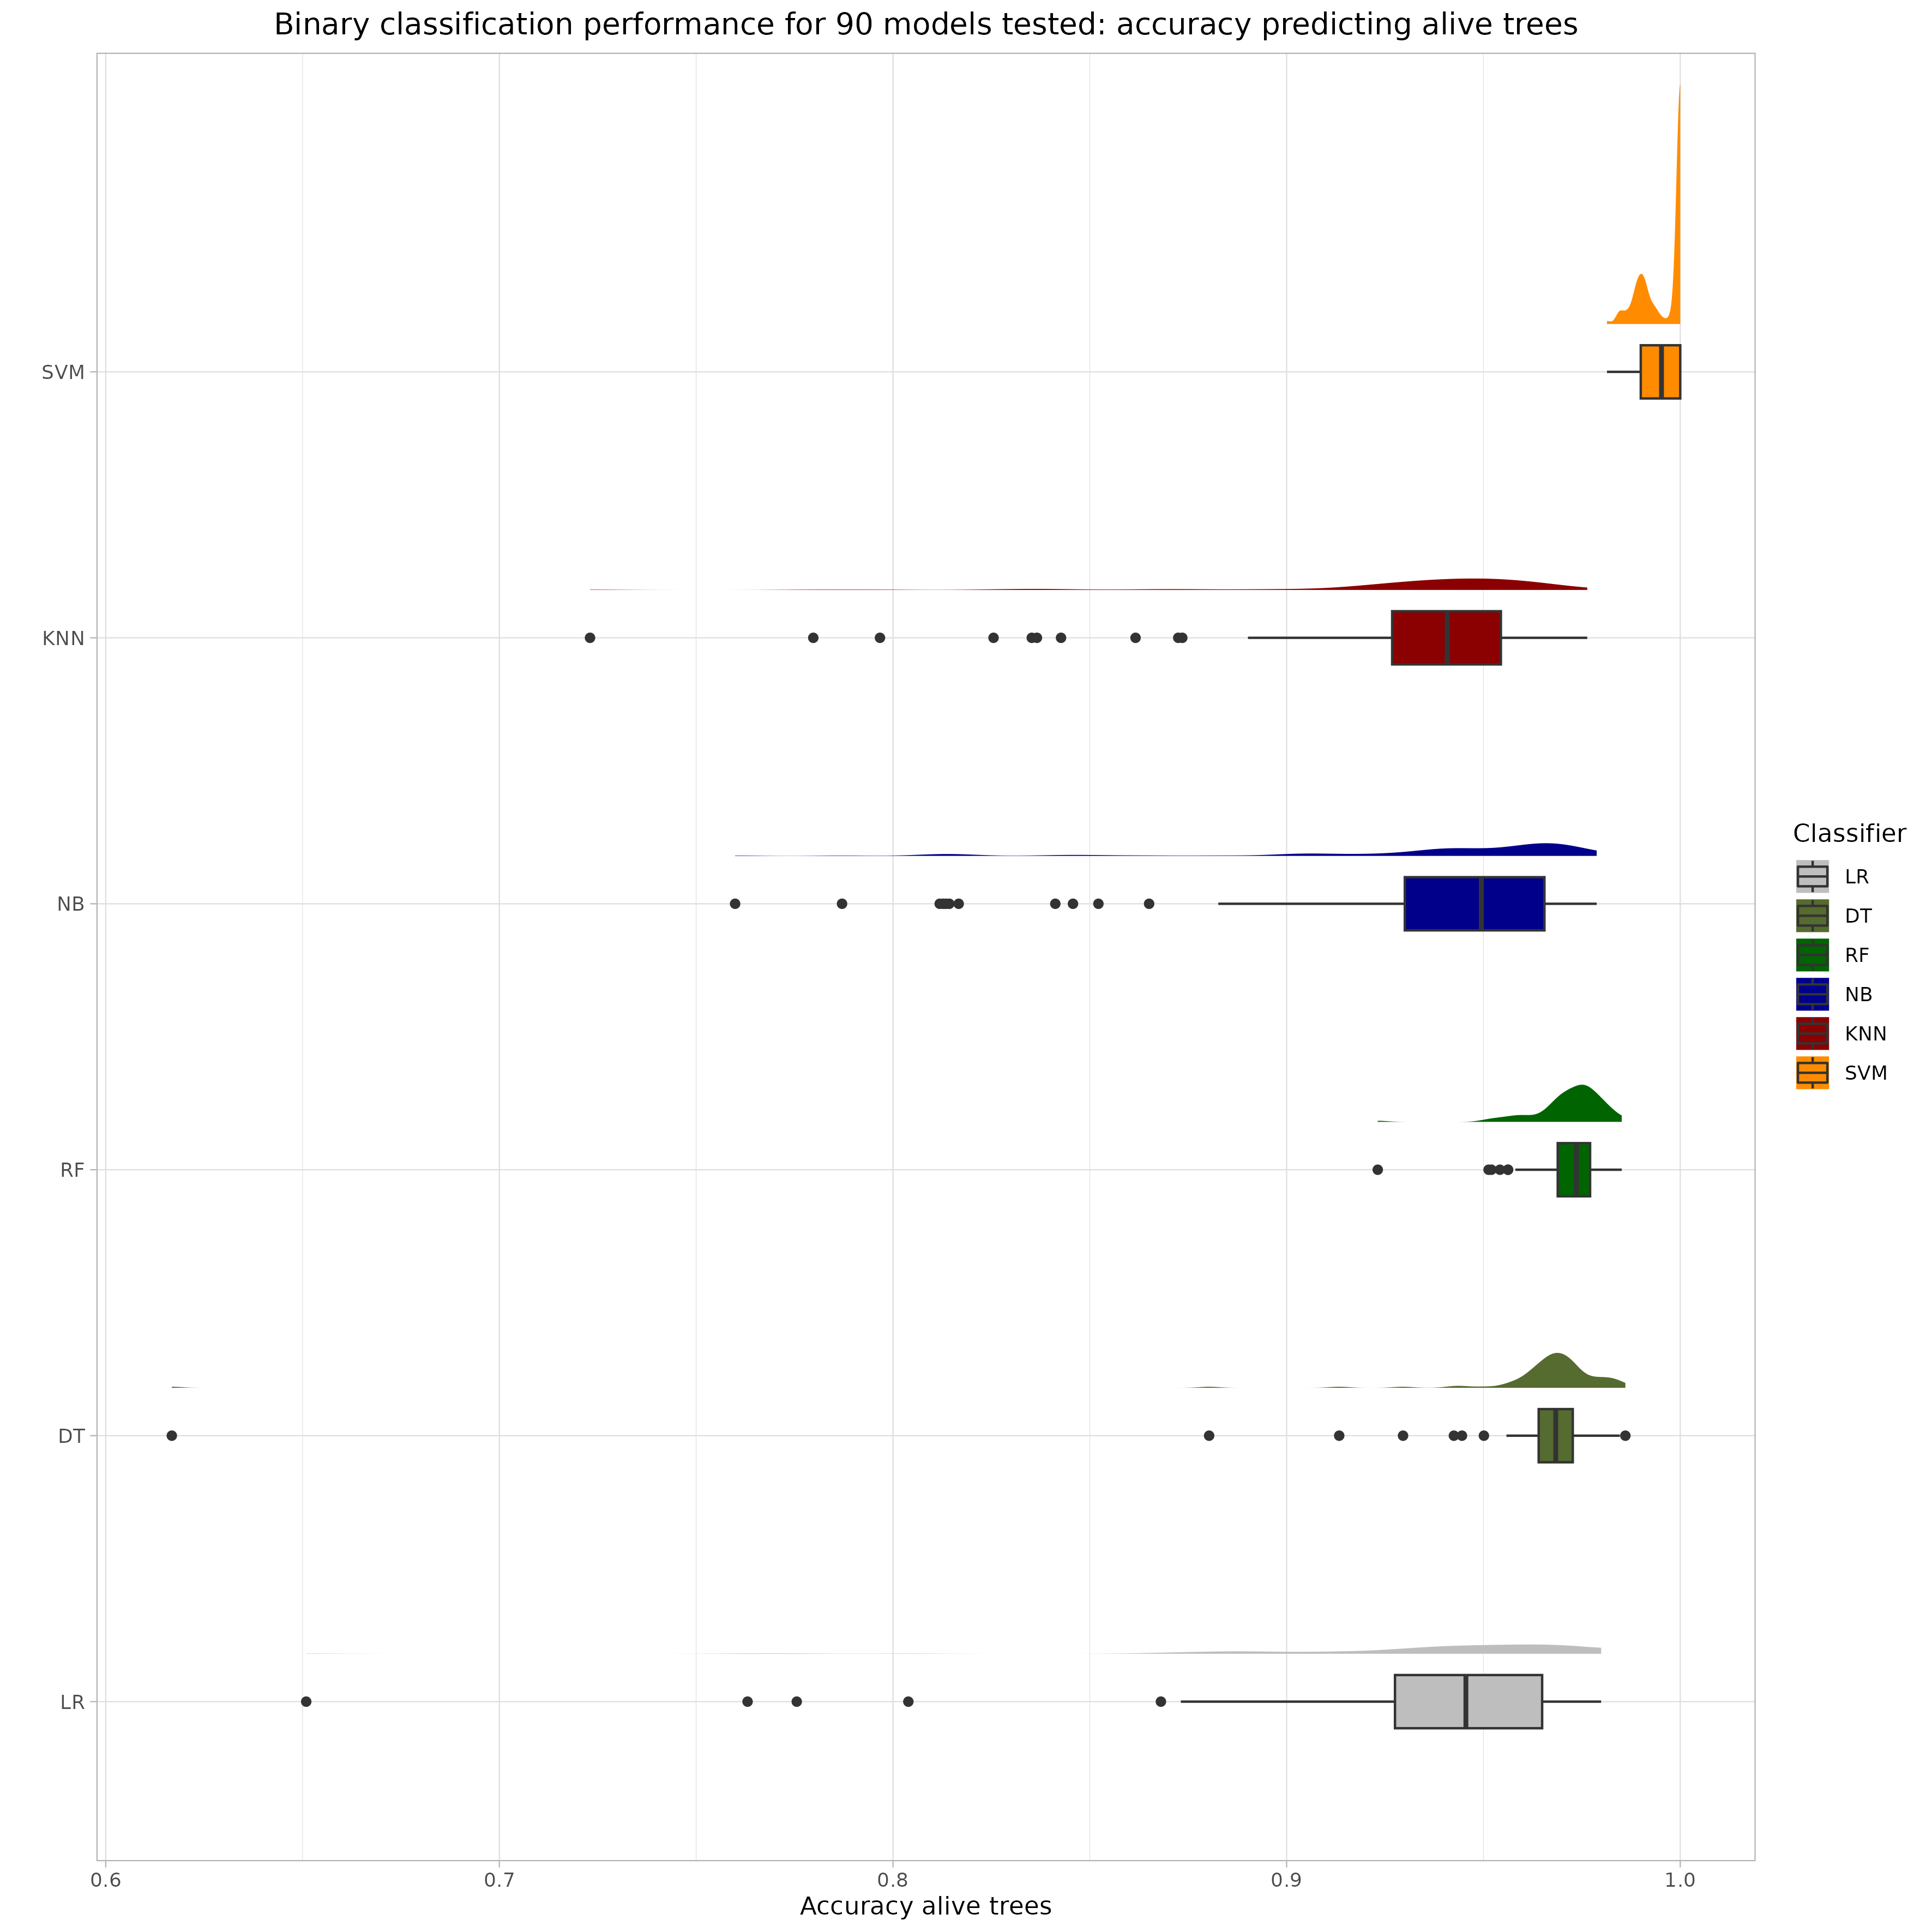 Binary classification performance for 90 models tested: accuracy predicting alive trees
SVM
KNN
NB
RF
DT
LR
0.6
0.7
0.8
0.9
1.0
Accuracy alive trees
Classifier
LR
DT
RF
NB
KNN
SVM